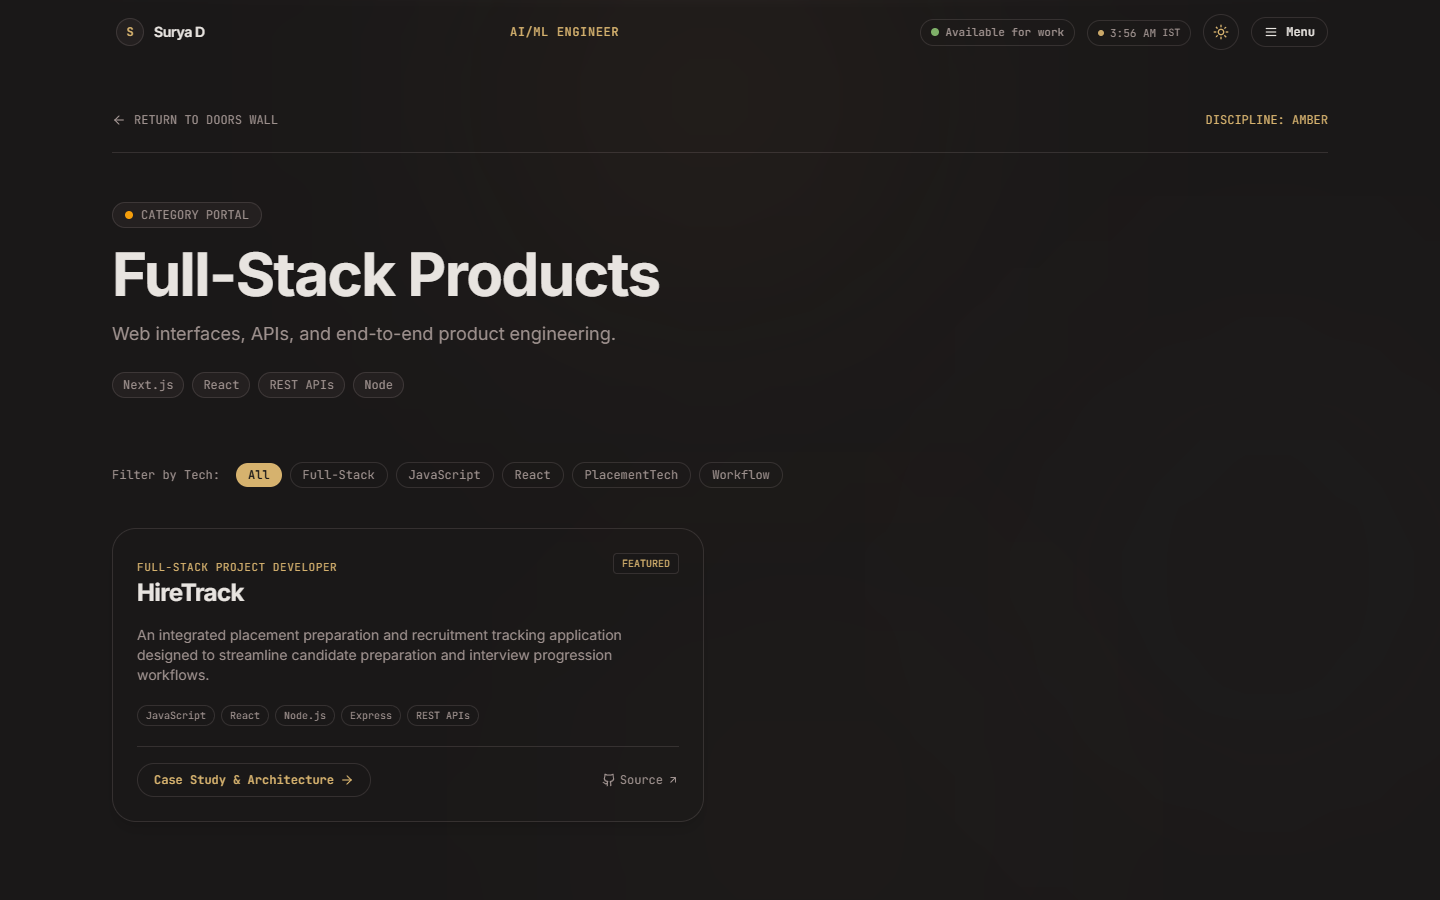 S Surya D
AI/ML ENGINEER
Available for work
3:56 AM IST
Menu
RETURN TO DOORS WALL
DISCIPLINE: AMBER
CATEGORY PORTAL
Full-Stack Products
Web interfaces, APIs, and end-to-end product engineering.
Next.js React REST APIs Node
Filter by Tech: All Full-Stack JavaScript React PlacementTech Workflow
FULL-STACK PROJECT DEVELOPER
FEATURED
HireTrack
An integrated placement preparation and recruitment tracking application
designed to streamline candidate preparation and interview progression
workflows.
JavaScript React Node.js Express REST APIs
Case Study & Architecture →
Source ↗